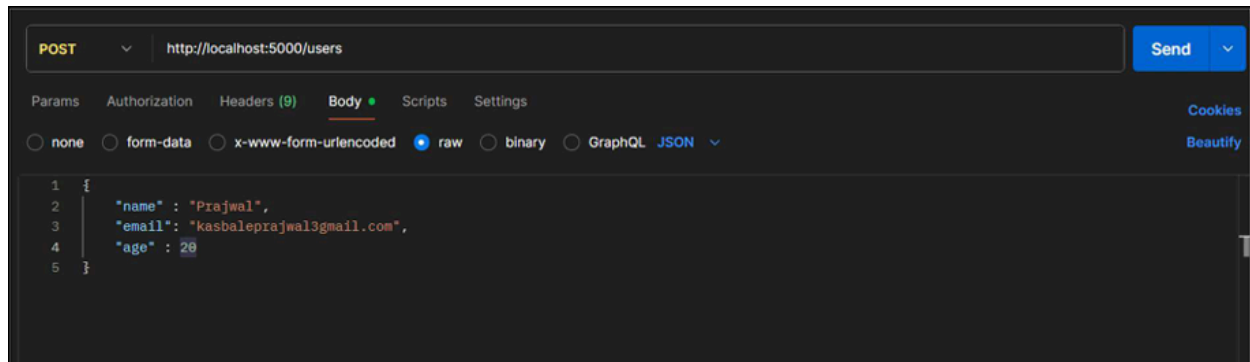 POST http://localhost:5000/users Send
Params Authorization Headers (9) Body Scripts Settings Cookies
none form-data x-www-form-urlencoded raw binary GraphQL JSON Beautify
1 {
2 "name" : "Prajwal",
3 "email": "kasbaleprajwal3gmail.com",
4 "age" : 20
5 }
T